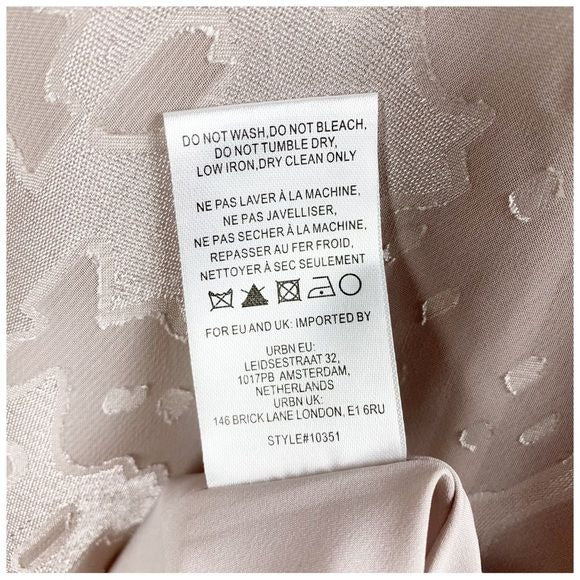 DO NOT WASH,DO NOT BLEACH,
DO NOT TUMBLE DRY,
LOW IRON,DRY CLEAN ONLY
NE PAS LAVER À LA MACHINE,
NE PAS JAVELLISER,
NE PAS SECHER À LA MACHINE,
REPASSER AU FER FROID,
NETTOYER À SEC SEULEMENT
FOR EU AND UK: IMPORTED BY
URBN EU:
LEIDSESTRAAT 32,
1017PB AMSTERDAM,
NETHERLANDS
URBN UK:
146 BRICK LANE LONDON, E1 6RU
STYLE#10351